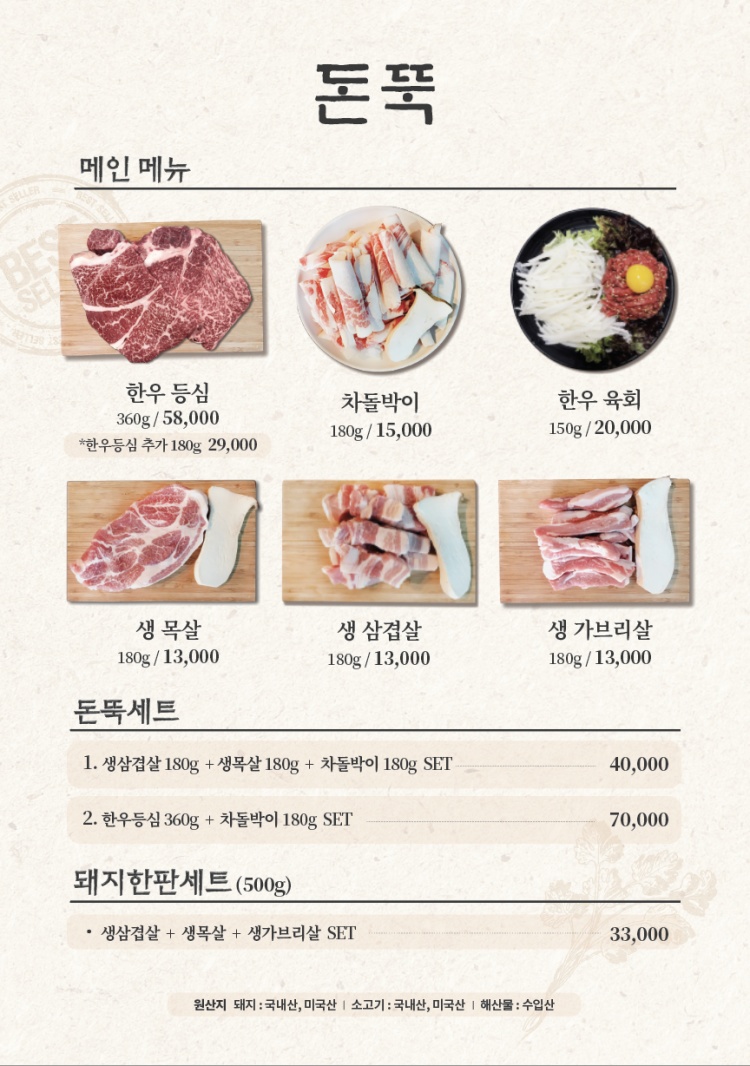 돈뚝
메인 메뉴
BEST SELLER
한우 등심
360g / 58,000
*한우등심 추가 180g 29,000
차돌박이
180g / 15,000
한우 육회
150g / 20,000
생 목살
180g / 13,000
생 삼겹살
180g / 13,000
생 가브리살
180g / 13,000
돈뚝세트
1. 생삼겹살 180g + 생목살 180g + 차돌박이 180g SET 40,000
2. 한우등심 360g + 차돌박이 180g SET 70,000
돼지한판세트 (500g)
• 생삼겹살 + 생목살 + 생가브리살 SET 33,000
원산지 돼지 : 국내산, 미국산 | 소고기 : 국내산, 미국산 | 해산물 : 수입산